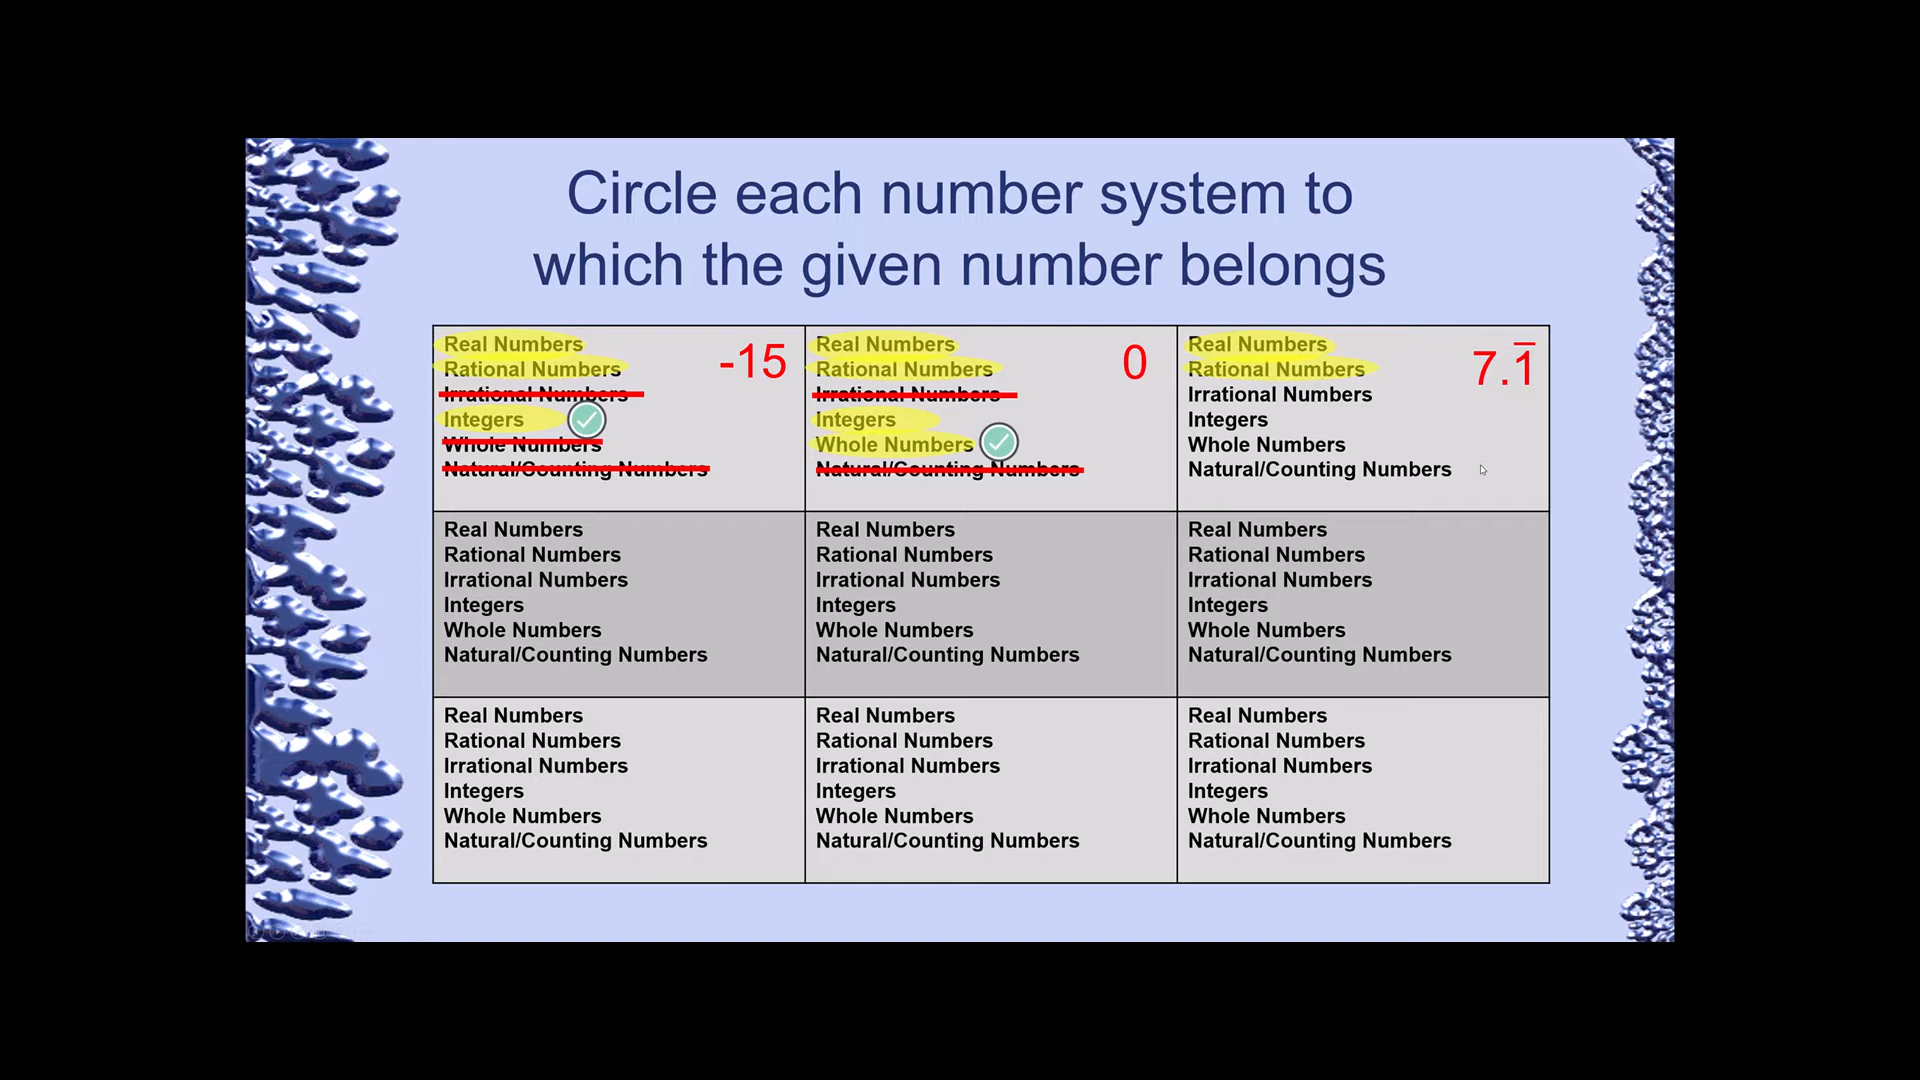 Circle each number system to
which the given number belongs
Real Numbers
Rational Numbers
Irrational Numbers
Integers
Whole Numbers
Natural/Counting Numbers
-15
Real Numbers
Rational Numbers
Irrational Numbers
Integers
Whole Numbers
Natural/Counting Numbers
0
Real Numbers
Rational Numbers
Irrational Numbers
Integers
Whole Numbers
Natural/Counting Numbers
7.1̅
Real Numbers
Rational Numbers
Irrational Numbers
Integers
Whole Numbers
Natural/Counting Numbers
Real Numbers
Rational Numbers
Irrational Numbers
Integers
Whole Numbers
Natural/Counting Numbers
Real Numbers
Rational Numbers
Irrational Numbers
Integers
Whole Numbers
Natural/Counting Numbers
Real Numbers
Rational Numbers
Irrational Numbers
Integers
Whole Numbers
Natural/Counting Numbers
Real Numbers
Rational Numbers
Irrational Numbers
Integers
Whole Numbers
Natural/Counting Numbers
Real Numbers
Rational Numbers
Irrational Numbers
Integers
Whole Numbers
Natural/Counting Numbers